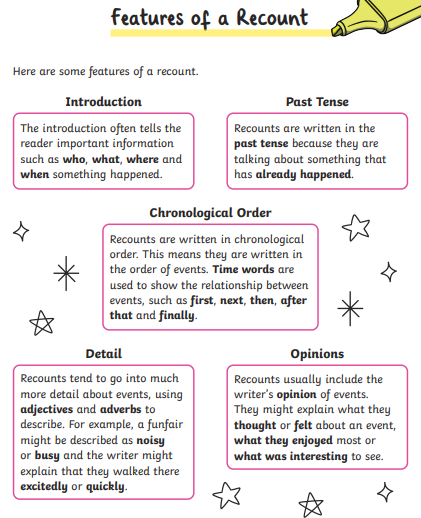 Features of a Recount
Here are some features of a recount.
Introduction
The introduction often tells the
reader important information
such as who, what, where and
when something happened.
Past Tense
Recounts are written in the
past tense because they are
talking about something that
has already happened.
Chronological Order
Recounts are written in chronological
order. This means they are written in
the order of events. Time words are
used to show the relationship between
events, such as first, next, then, after
that and finally.
Detail
Recounts tend to go into much
more detail about events, using
adjectives and adverbs to
describe. For example, a funfair
might be described as noisy
or busy and the writer might
explain that they walked there
excitedly or quickly.
Opinions
Recounts usually include the
writer's opinion of events.
They might explain what they
thought or felt about an event,
what they enjoyed most or
what was interesting to see.